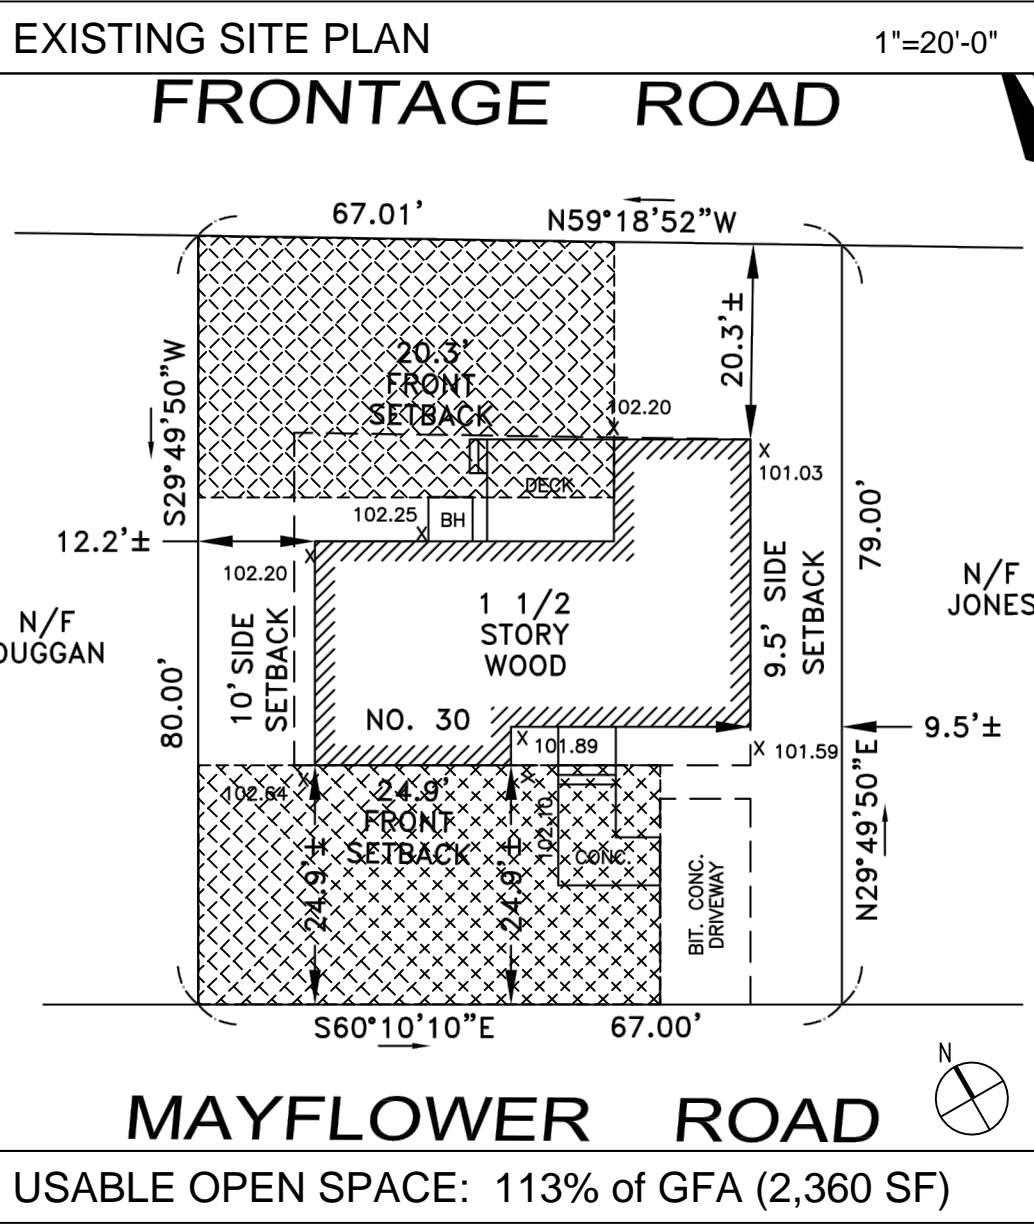 EXISTING SITE PLAN
1"=20'-0"
FRONTAGE ROAD
67.01'
N59°18'52"W
20.3'±
S29°49'50"W
20.3'
FRONT
SETBACK
102.20
101.03
DECK
102.25
BH
12.2'±
102.20
79.00'
N/F
DUGGAN
N/F
JONES
1 1/2
STORY
WOOD
10' SIDE
SETBACK
9.5' SIDE
SETBACK
80.00'
NO. 30
101.89
101.59
9.5'±
102.64
24.9'
FRONT
SETBACK
102.10
CONC.
24.9'±
24.9'±
BIT. CONC.
DRIVEWAY
N29°49'50"E
S60°10'10"E
67.00'
N
MAYFLOWER ROAD
USABLE OPEN SPACE: 113% of GFA (2,360 SF)